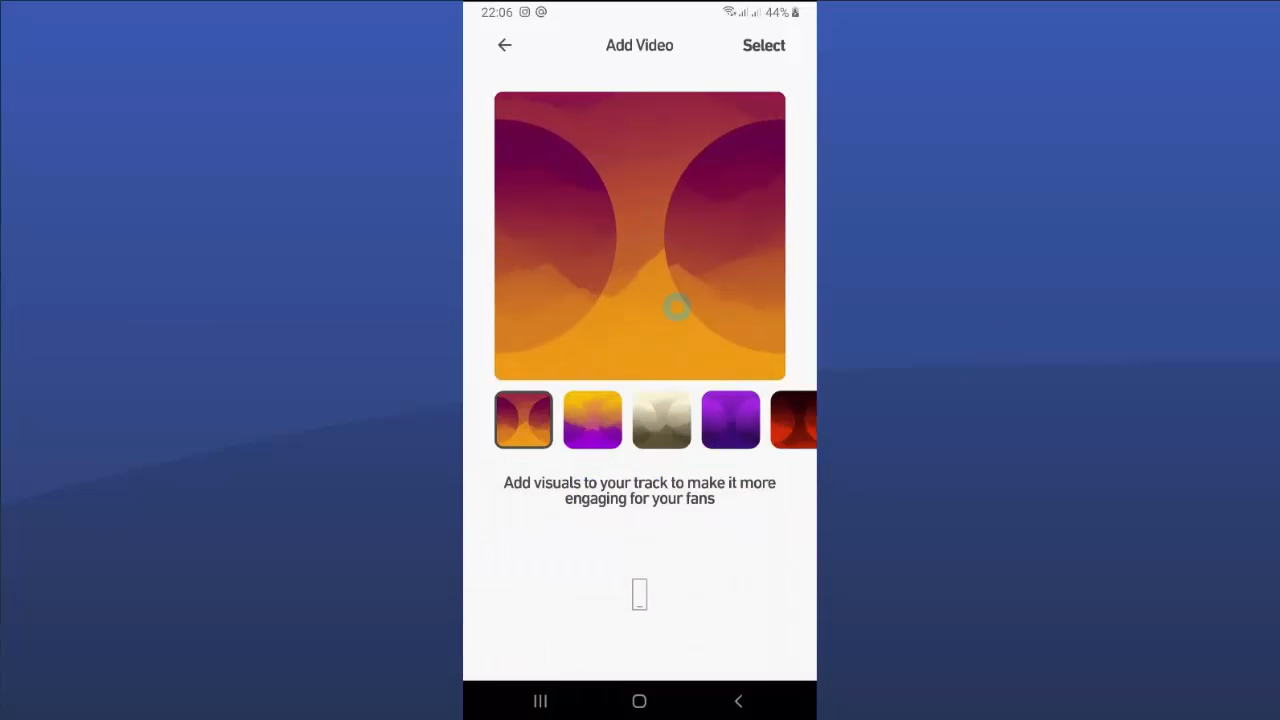 22:06 44%
Add Video Select
Add visuals to your track to make it more
engaging for your fans